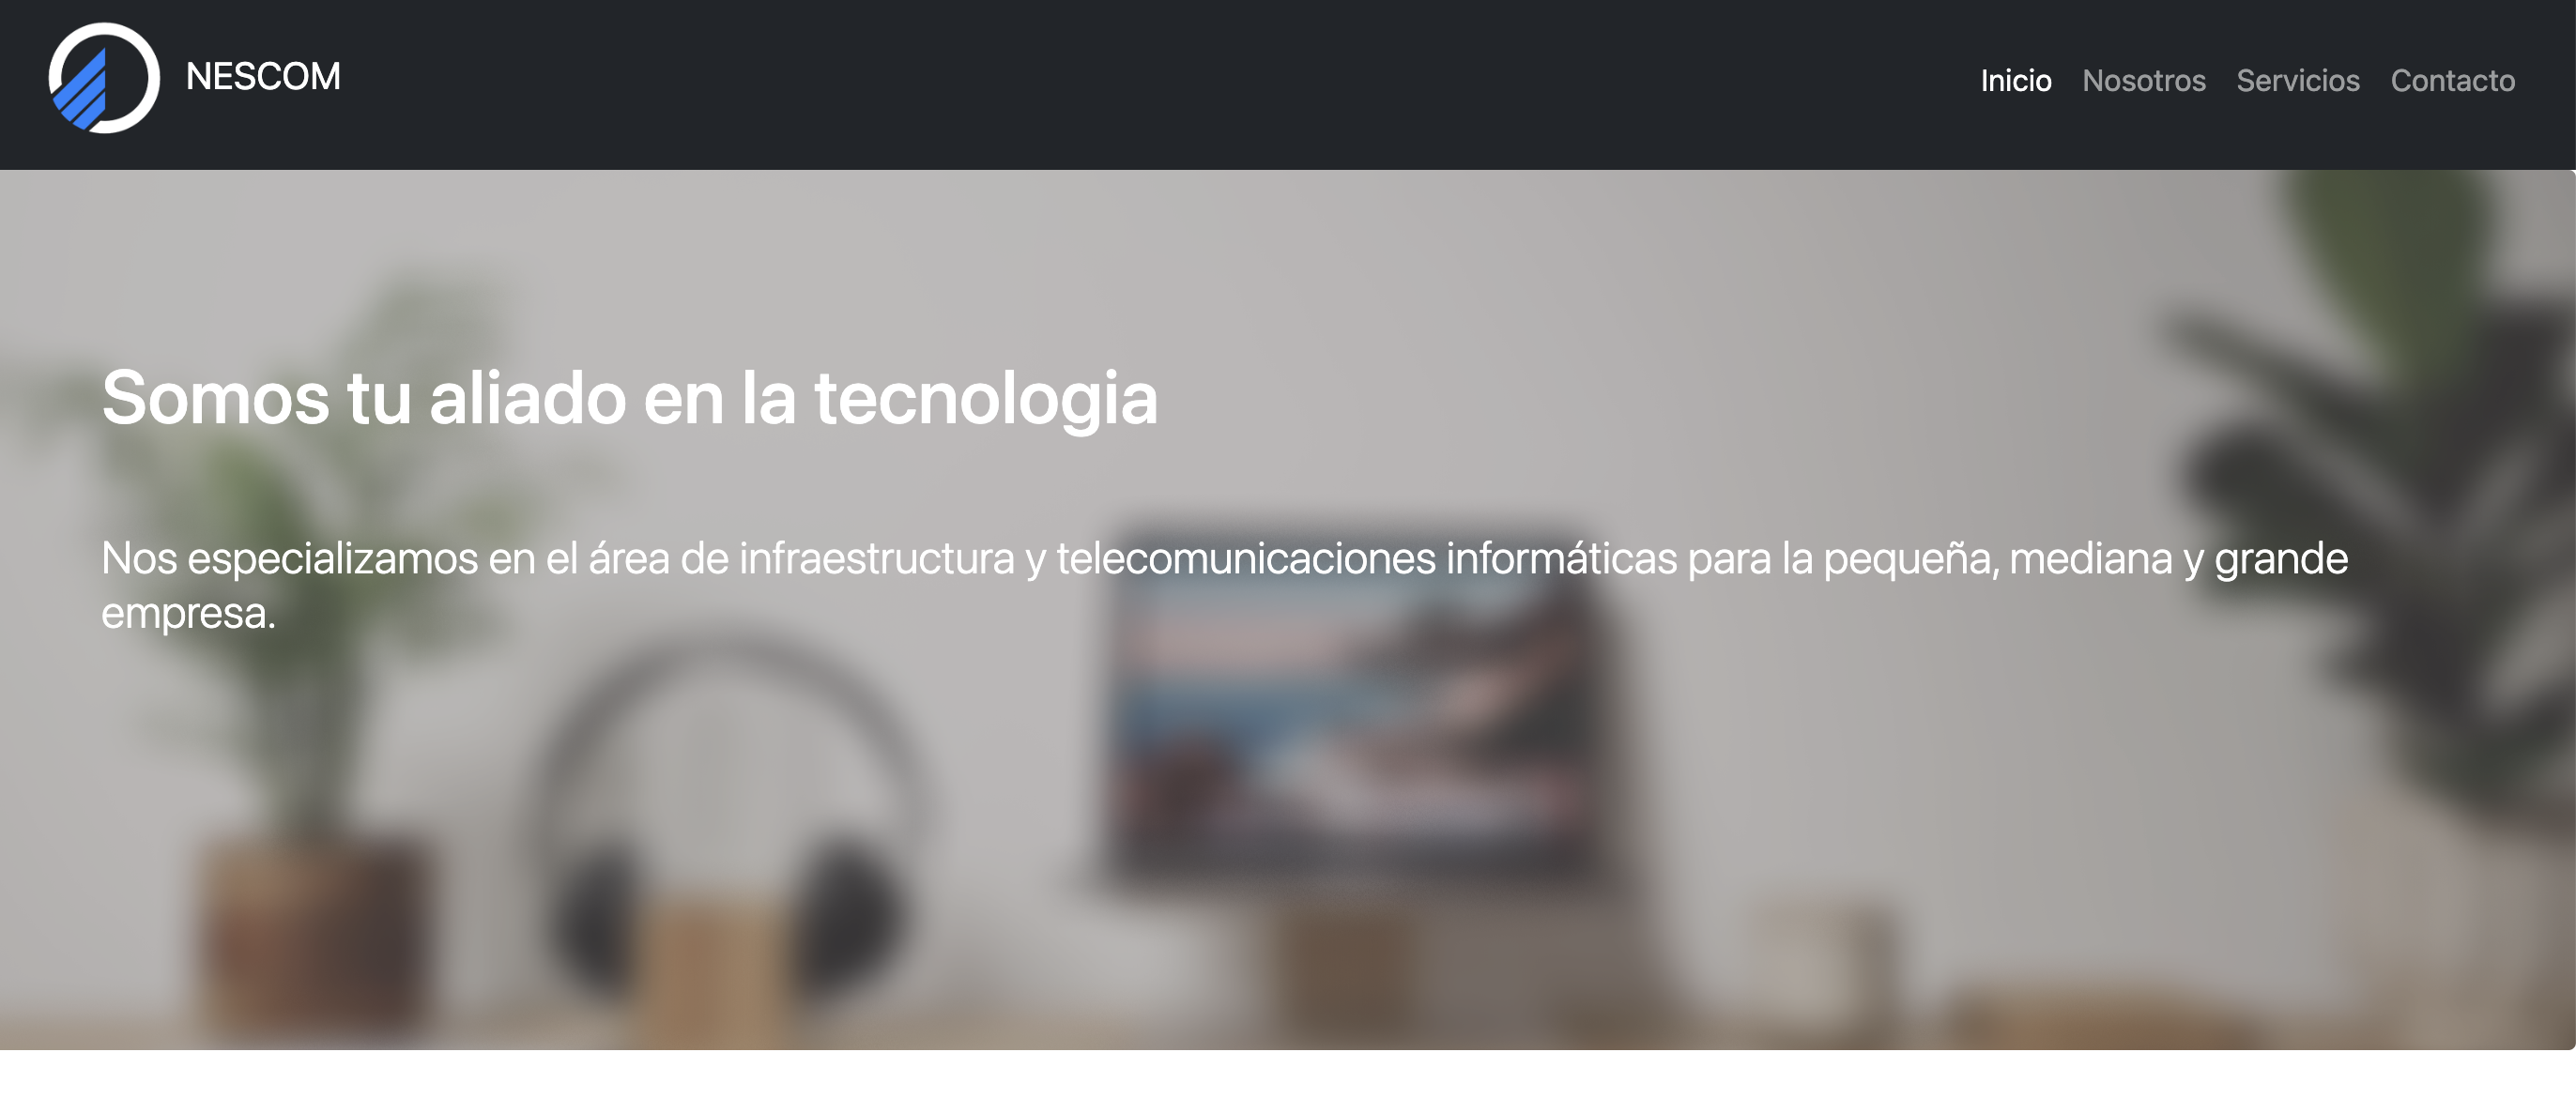 NESCOM
Inicio Nosotros Servicios Contacto
Somos tu aliado en la tecnologia
Nos especializamos en el área de infraestructura y telecomunicaciones informáticas para la pequeña, mediana y grande
empresa.